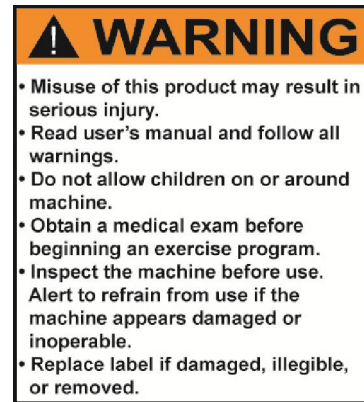 WARNING
• Misuse of this product may result in
serious injury.
• Read user's manual and follow all
warnings.
• Do not allow children on or around
machine.
• Obtain a medical exam before
beginning an exercise program.
• Inspect the machine before use.
Alert to refrain from use if the
machine appears damaged or
inoperable.
• Replace label if damaged, illegible,
or removed.